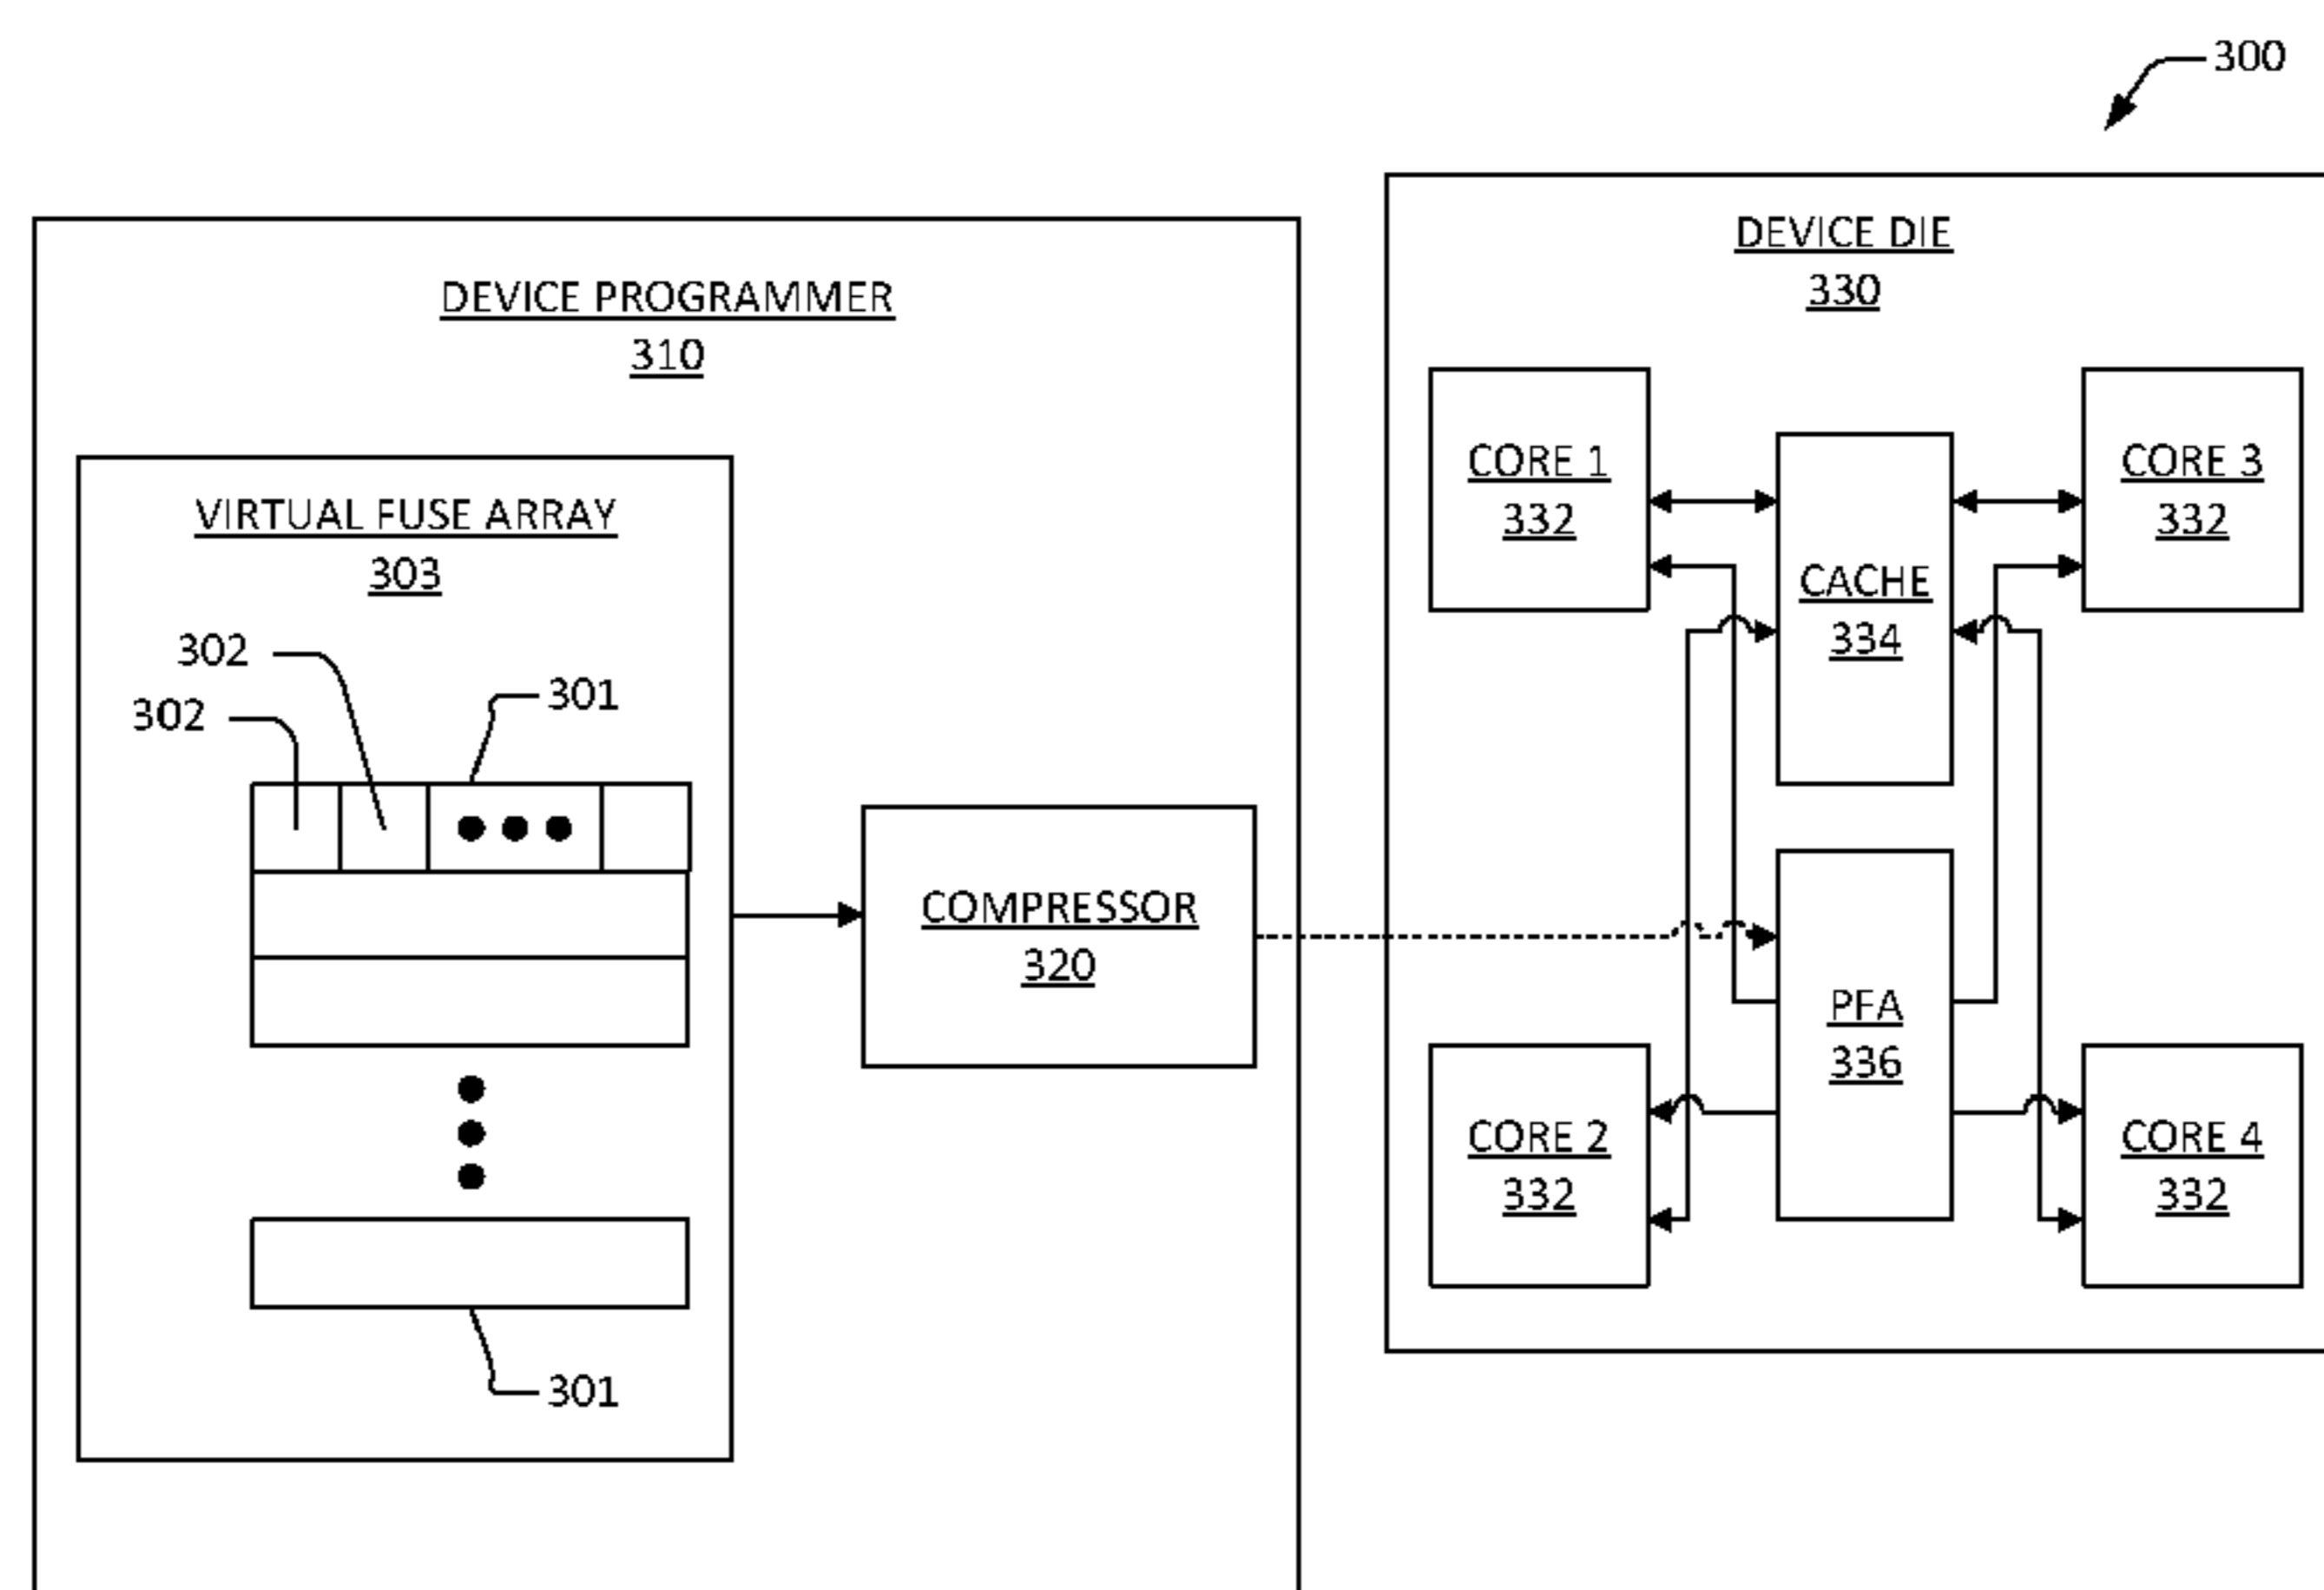 300
DEVICE PROGRAMMER
310
VIRTUAL FUSE ARRAY
303
302
302
301
301
COMPRESSOR
320
DEVICE DIE
330
CORE 1
332
CACHE
334
CORE 3
332
PFA
336
CORE 2
332
CORE 4
332